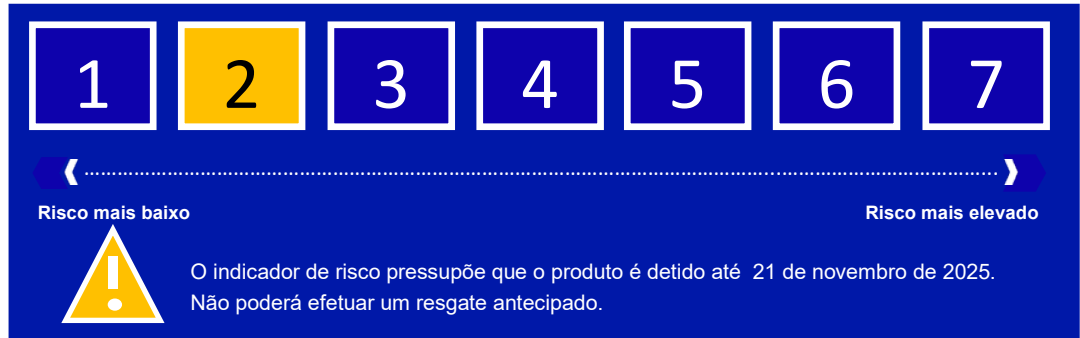 1 2 3 4 5 6 7
Risco mais baixo Risco mais elevado
! O indicador de risco pressupõe que o produto é detido até 21 de novembro de 2025.
Não poderá efetuar um resgate antecipado.